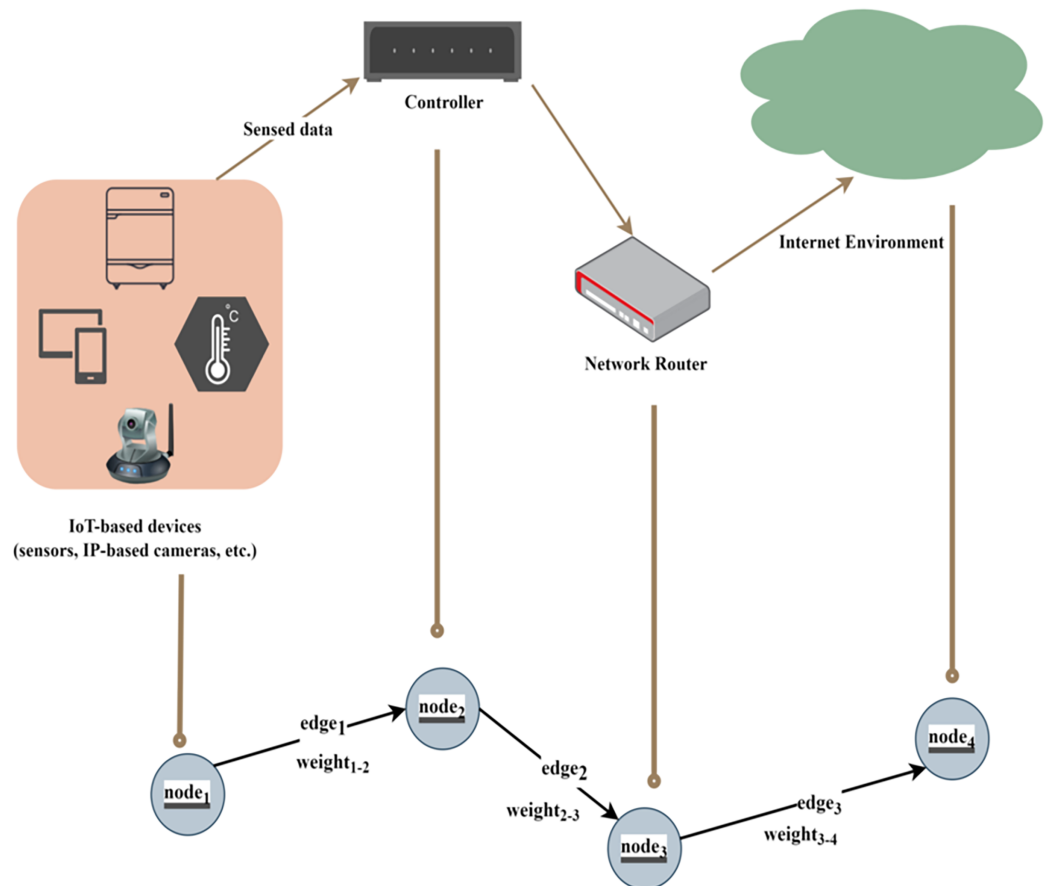 Controller
Sensed data
Internet Environment
°C
Network Router
IoT-based devices
(sensors, IP-based cameras, etc.)
node2
edge1
node4
weight1-2
edge2
node1
edge3
weight2-3
weight3-4
node3